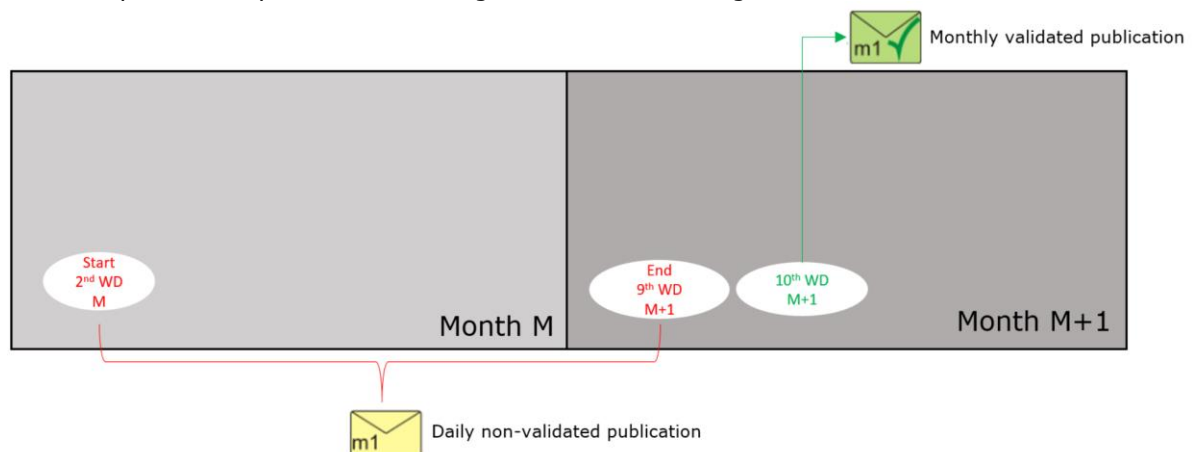 m1
Monthly validated publication
Start
2nd WD
M
End
9th WD
M+1
10th WD
M+1
Month M
Month M+1
m1
Daily non-validated publication